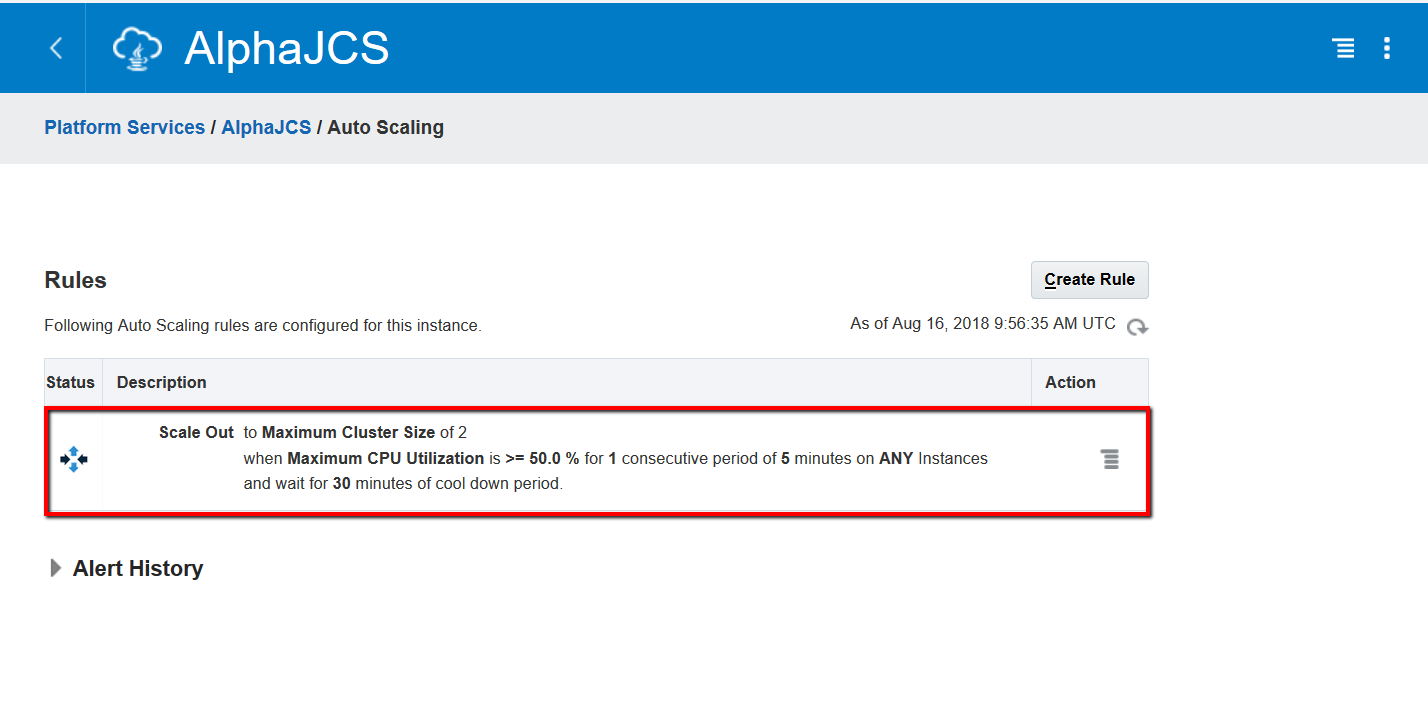 AlphaJCS
Platform Services / AlphaJCS / Auto Scaling
Rules
Create Rule
Following Auto Scaling rules are configured for this instance.
As of Aug 16, 2018 9:56:35 AM UTC
Status Description Action
Scale Out to Maximum Cluster Size of 2
when Maximum CPU Utilization is >= 50.0 % for 1 consecutive period of 5 minutes on ANY Instances
and wait for 30 minutes of cool down period.
Alert History